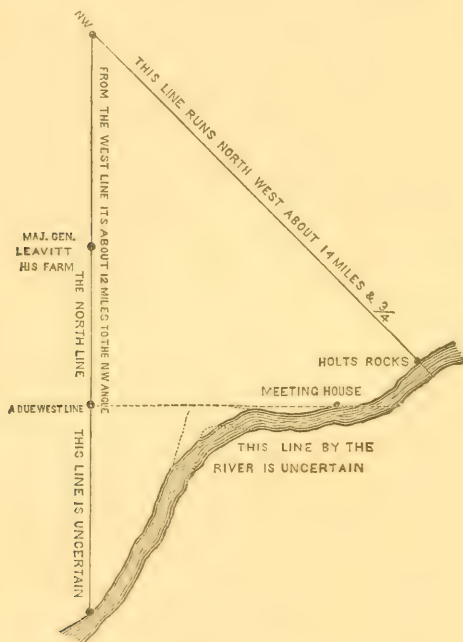 NW
THIS LINE RUNS NORTH WEST ABOUT 14 MILES & 3/4
FROM THE WEST LINE ITS ABOUT 12 MILES TO THE NW ANGLE
MAJ. GEN.
LEAVITT
HIS FARM
THE NORTH LINE
HOLTS ROCKS
MEETING HOUSE
A DUE WEST LINE
THIS LINE BY THE
RIVER IS UNCERTAIN
THIS LINE IS UNCERTAIN